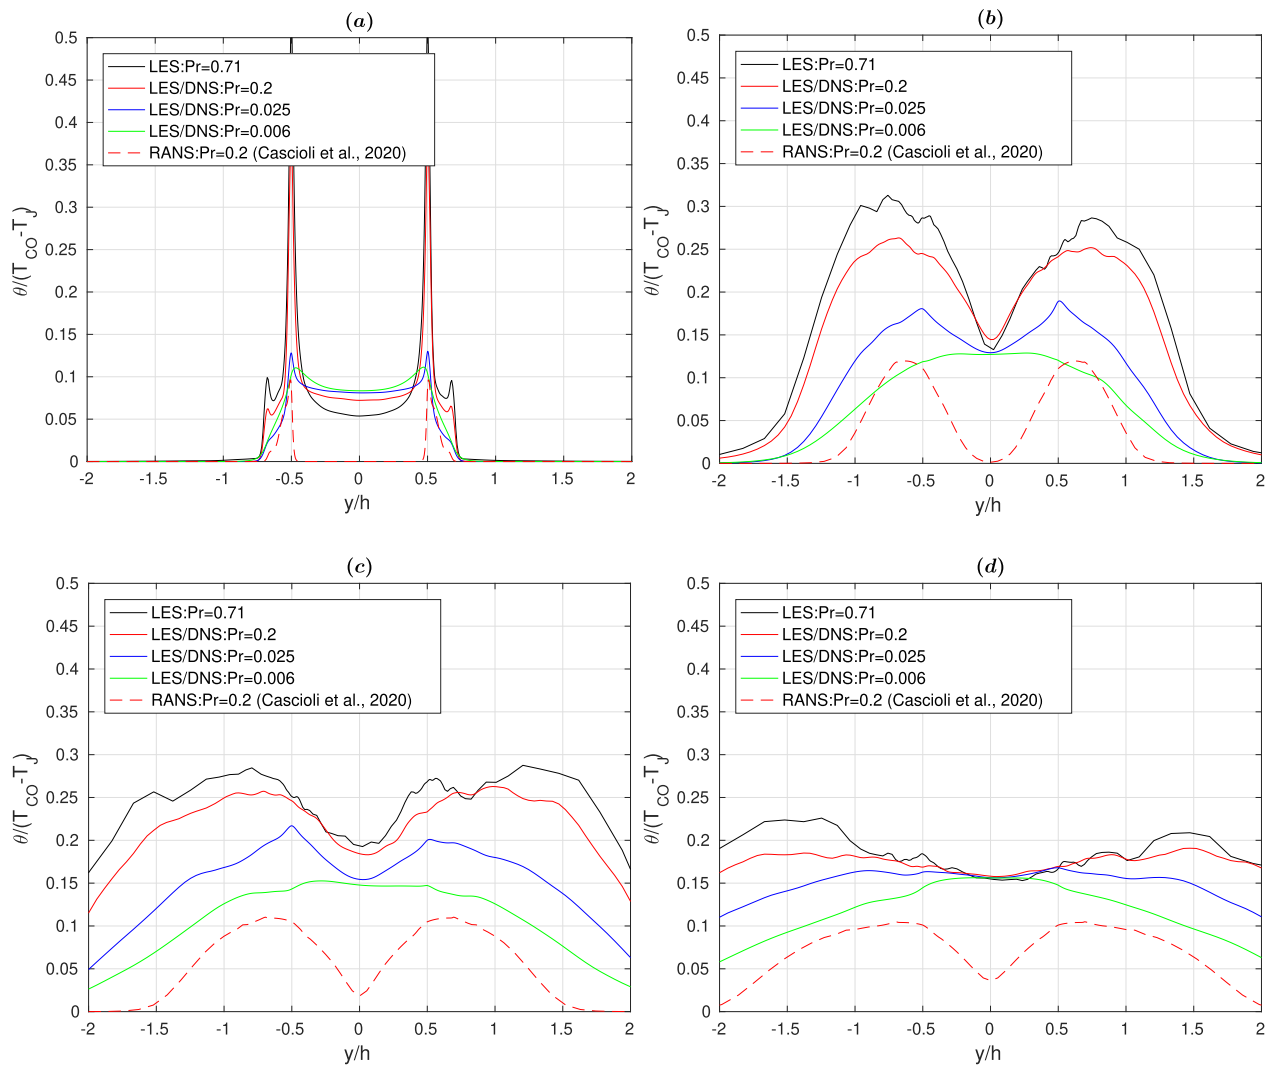 (a)
0.5
0.45
0.4
0.35
0.3
0.25
0.2
0.15
0.1
0.05
0
θ/(T_CO-T_J)
LES:Pr=0.71
LES/DNS:Pr=0.2
LES/DNS:Pr=0.025
LES/DNS:Pr=0.006
RANS:Pr=0.2 (Cascioli et al., 2020)
-2 -1.5 -1 -0.5 0 0.5 1 1.5 2
y/h
(b)
0.5
0.45
0.4
0.35
0.3
0.25
0.2
0.15
0.1
0.05
0
θ/(T_CO-T_J)
LES:Pr=0.71
LES/DNS:Pr=0.2
LES/DNS:Pr=0.025
LES/DNS:Pr=0.006
RANS:Pr=0.2 (Cascioli et al., 2020)
-2 -1.5 -1 -0.5 0 0.5 1 1.5 2
y/h
(c)
0.5
0.45
0.4
0.35
0.3
0.25
0.2
0.15
0.1
0.05
0
θ/(T_CO-T_J)
LES:Pr=0.71
LES/DNS:Pr=0.2
LES/DNS:Pr=0.025
LES/DNS:Pr=0.006
RANS:Pr=0.2 (Cascioli et al., 2020)
-2 -1.5 -1 -0.5 0 0.5 1 1.5 2
y/h
(d)
0.5
0.45
0.4
0.35
0.3
0.25
0.2
0.15
0.1
0.05
0
θ/(T_CO-T_J)
LES:Pr=0.71
LES/DNS:Pr=0.2
LES/DNS:Pr=0.025
LES/DNS:Pr=0.006
RANS:Pr=0.2 (Cascioli et al., 2020)
-2 -1.5 -1 -0.5 0 0.5 1 1.5 2
y/h